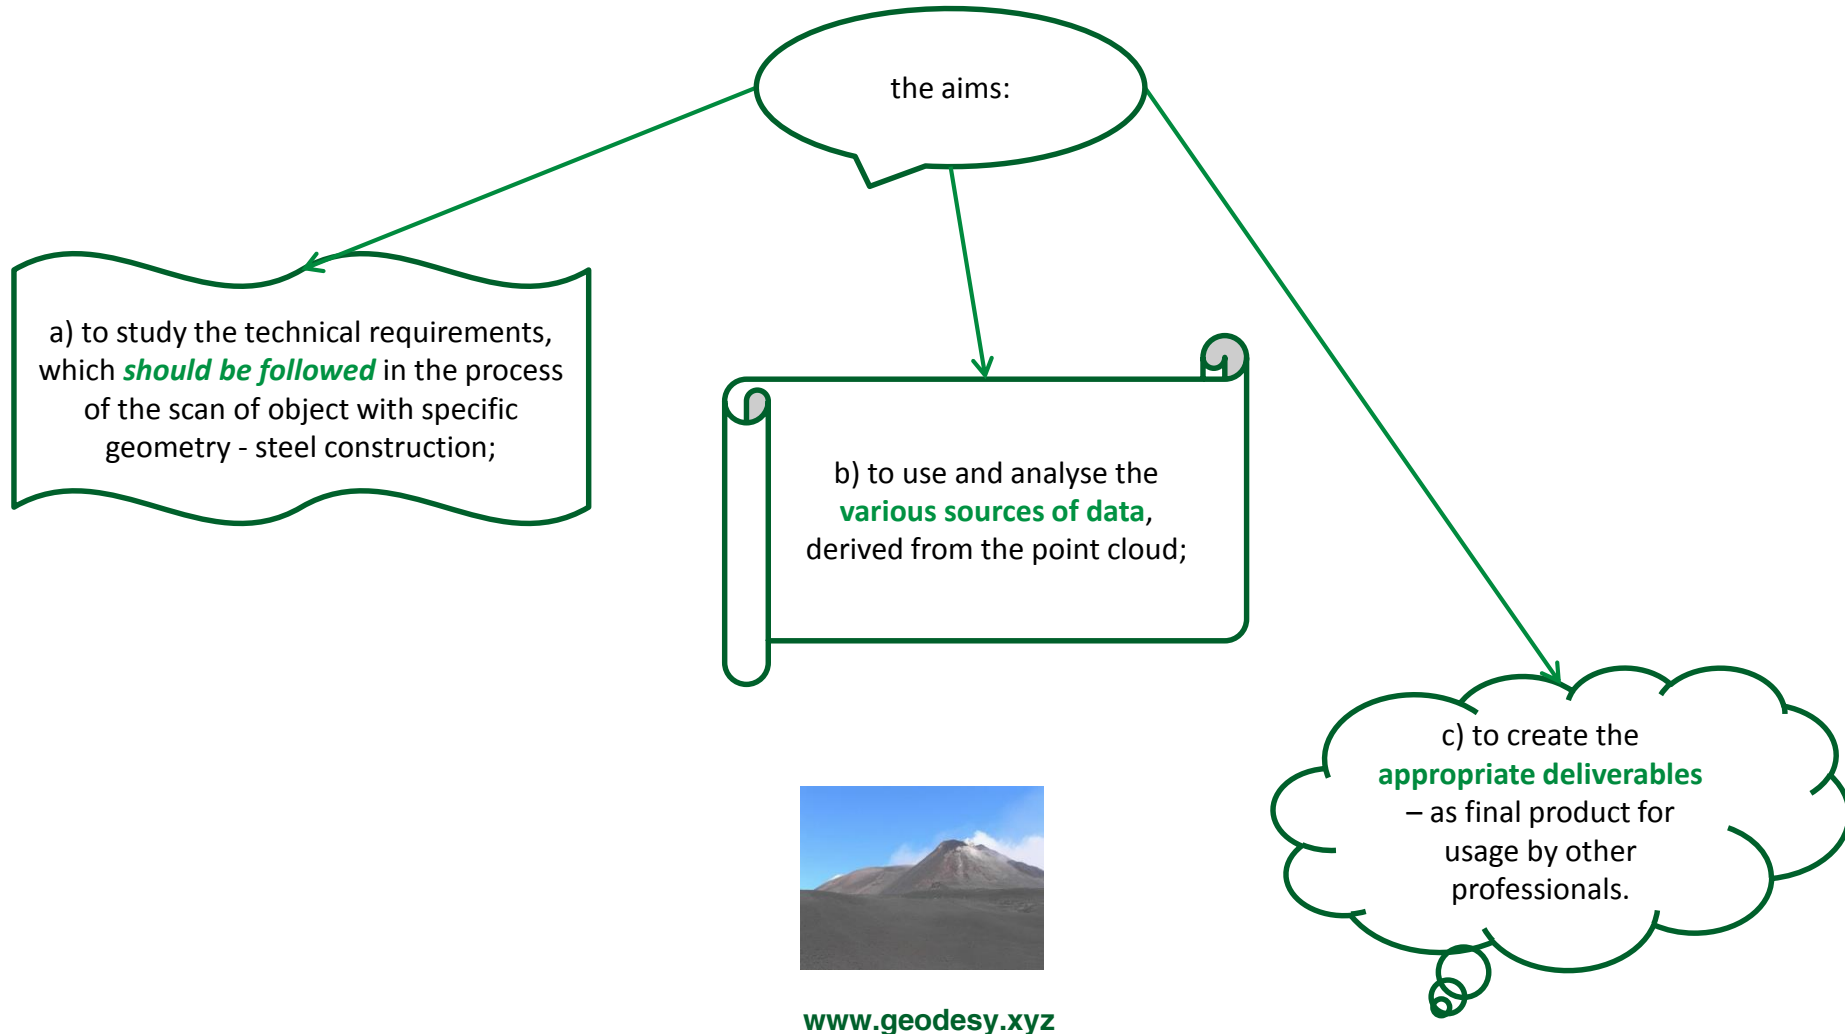 the aims:
a) to study the technical requirements,
which should be followed in the process
of the scan of object with specific
geometry - steel construction;
b) to use and analyse the
various sources of data,
derived from the point cloud;
c) to create the
appropriate deliverables
– as final product for
usage by other
professionals.
www.geodesy.xyz